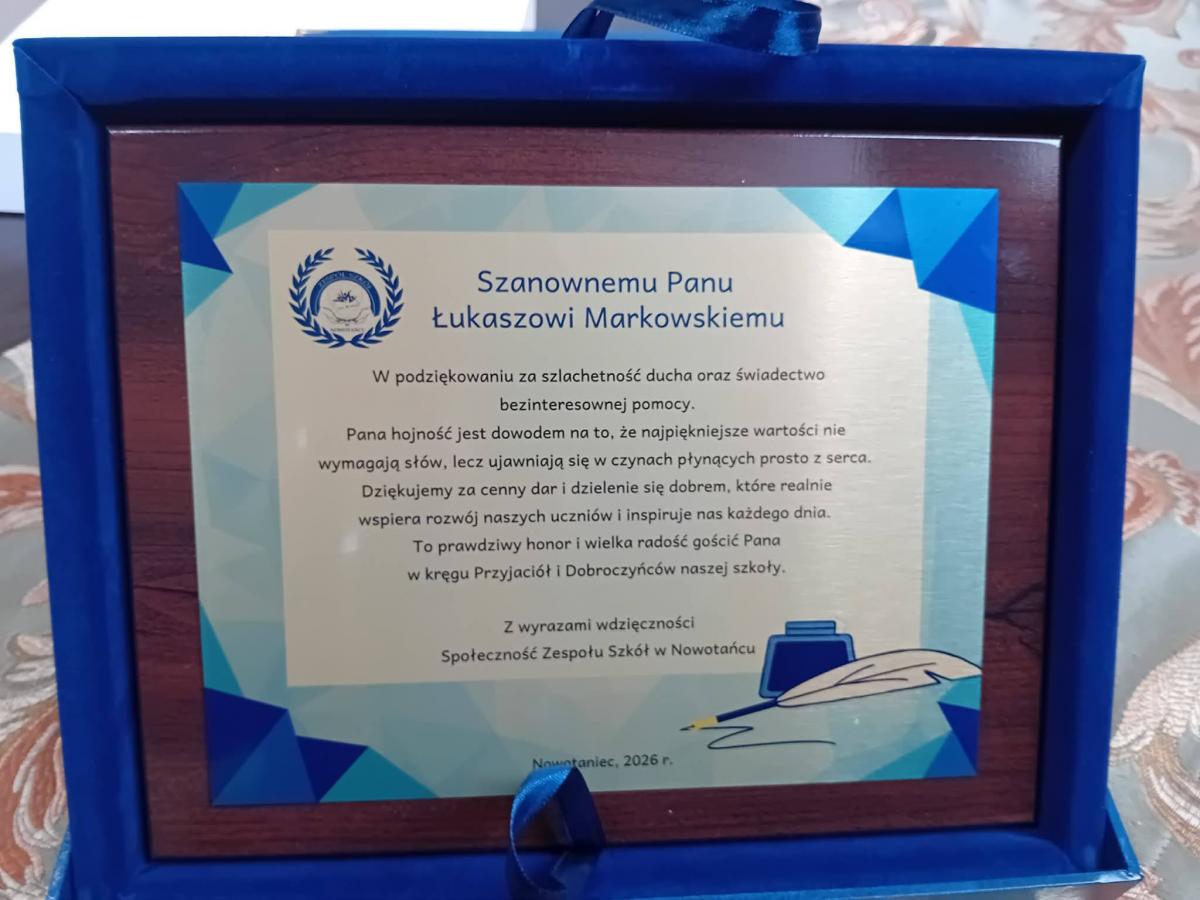 ZESPÓŁ SZKÓŁ
W
NOWOTAŃCU
Szanownemu Panu
Łukaszowi Markowskiemu
W podziękowaniu za szlachetność ducha oraz świadectwo
bezinteresownej pomocy.
Pana hojność jest dowodem na to, że najpiękniejsze wartości nie
wymagają słów, lecz ujawniają się w czynach płynących prosto z serca.
Dziękujemy za cenny dar i dzielenie się dobrem, które realnie
wspiera rozwój naszych uczniów i inspiruje nas każdego dnia.
To prawdziwy honor i wielka radość gościć Pana
w kręgu Przyjaciół i Dobroczyńców naszej szkoły.
Z wyrazami wdzięczności
Społeczność Zespołu Szkół w Nowotańcu
Nowotaniec, 2026 r.